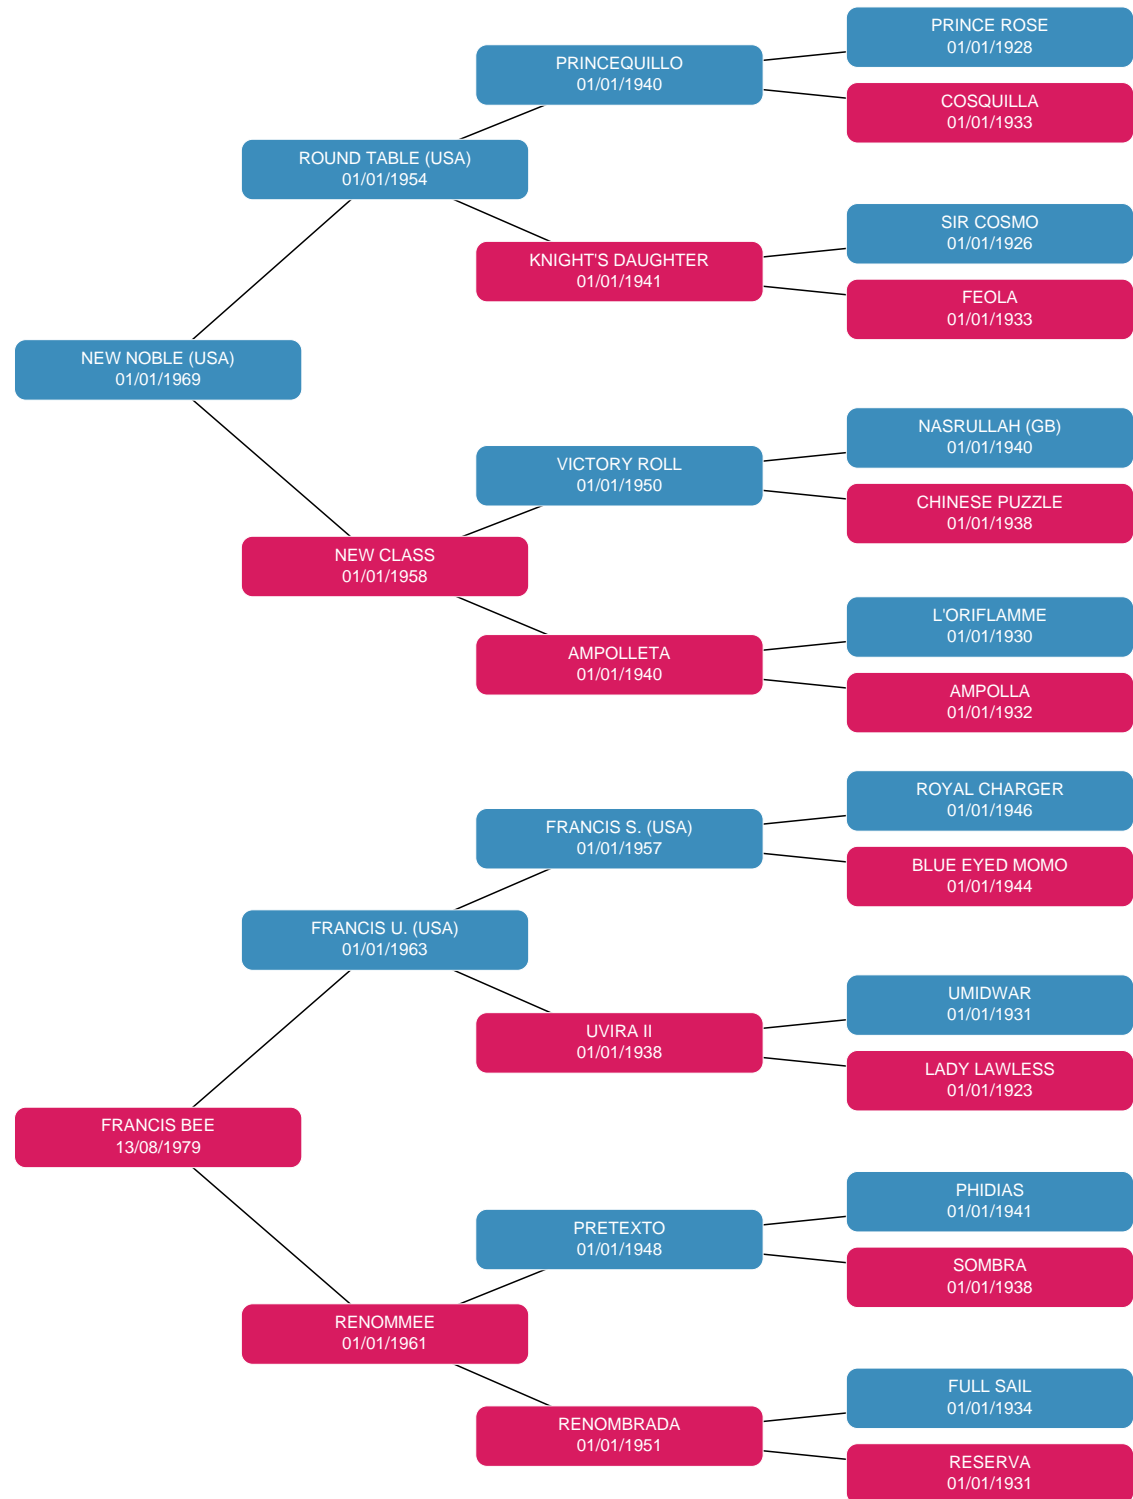 PRINCE ROSE
01/01/1928
PRINCEQUILLO
01/01/1940
COSQUILLA
01/01/1933
ROUND TABLE (USA)
01/01/1954
SIR COSMO
01/01/1926
KNIGHT'S DAUGHTER
01/01/1941
FEOLA
01/01/1933
NEW NOBLE (USA)
01/01/1969
NASRULLAH (GB)
01/01/1940
VICTORY ROLL
01/01/1950
CHINESE PUZZLE
01/01/1938
NEW CLASS
01/01/1958
L'ORIFLAMME
01/01/1930
AMPOLLETA
01/01/1940
AMPOLLA
01/01/1932
ROYAL CHARGER
01/01/1946
FRANCIS S. (USA)
01/01/1957
BLUE EYED MOMO
01/01/1944
FRANCIS U. (USA)
01/01/1963
UMIDWAR
01/01/1931
UVIRA II
01/01/1938
LADY LAWLESS
01/01/1923
FRANCIS BEE
13/08/1979
PHIDIAS
01/01/1941
PRETEXTO
01/01/1948
SOMBRA
01/01/1938
RENOMMEE
01/01/1961
FULL SAIL
01/01/1934
RENOMBRADA
01/01/1951
RESERVA
01/01/1931